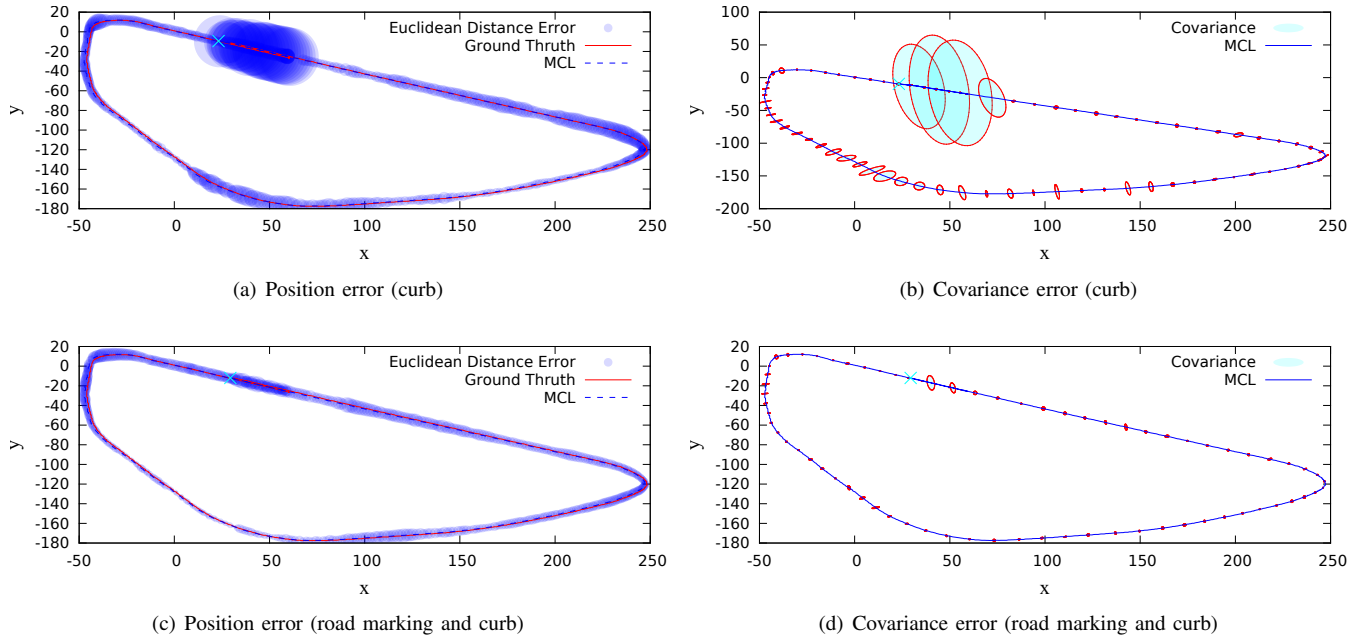 20
0
-20
-40
-60
-80
-100
-120
-140
-160
-180
-50 0 50 100 150 200 250
y
x
Euclidean Distance Error
Ground Thruth
MCL
(a) Position error (curb)
100
50
0
-50
-100
-150
-200
-50 0 50 100 150 200 250
y
x
Covariance
MCL
(b) Covariance error (curb)
20
0
-20
-40
-60
-80
-100
-120
-140
-160
-180
-50 0 50 100 150 200 250
y
x
Euclidean Distance Error
Ground Thruth
MCL
(c) Position error (road marking and curb)
20
0
-20
-40
-60
-80
-100
-120
-140
-160
-180
-50 0 50 100 150 200 250
y
x
Covariance
MCL
(d) Covariance error (road marking and curb)